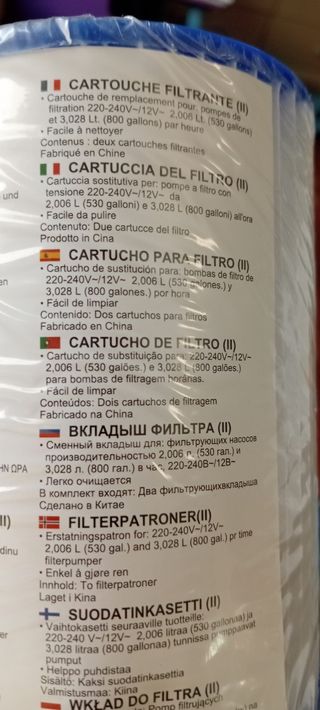 CARTOUCHE FILTRANTE (II)
• Cartouche de remplacement pour: pompes de
filtration 220-240V~/12V~ 2,006 Lt. (530 gallons)
et 3,028 Lt. (800 gallons) par heure
• Facile à nettoyer
Contenus : deux cartouches filtrantes
Fabriqué en Chine
CARTUCCIA DEL FILTRO (II)
• Cartuccia sostitutiva per: pompe a filtro con
tensione 220-240V~/12V~ da
2,006 L (530 galloni) e 3,028 L (800 galloni) all'ora
• Facile da pulire
Contenuto: Due cartucce del filtro
Prodotto in Cina
CARTUCHO PARA FILTRO (II)
• Cartucho de sustitución para: bombas de filtro de
220-240V~/12V~ 2,006 L (530 galones.) y
3,028 L (800 galones.) por hora
• Fácil de limpiar
Contenido: Dos cartuchos para filtros
Fabricado en China
CARTUCHO DE FILTRO (II)
• Cartucho de substituição para: 220-240V~/12V~
2,006 L (530 galões.) e 3,028 L (800 galões.)
para bombas de filtragem horárias.
• Fácil de limpar
Conteúdos: Dois cartuchos de filtragem
Fabricado na China
ВКЛАДЫШ ФИЛЬТРА (II)
• Сменный вкладыш для: фильтрующих насосов
производительностью 2,006 л. (530 гал.) and
3,028 л. (800 гал.) в час, 220-240В~/12В~
• Легко очищается
В комплект входят: Два фильтрующихвкладыша
Сделано в Китае
FILTERPATRONER(II)
• Erstatningspatron for: 220-240V~/12V~
2,006 L (530 gal.) and 3,028 L (800 gal.) pr time
filterpumper
• Enkel å gjøre ren
Innhold: To filterpatroner
Laget i Kina
SUODATINKASETTI (II)
• Vaihtokasetti seuraaville tuotteille:
220-240 V~/12V~ 2,006 litraa (530 gallonaa) ja
3,028 litraa (800 gallonaa) tunnissa pumppaavat
pumput
• Helppo puhdistaa
Sisältö: Kaksi suodatinkasettia
Valmistusmaa: Kiina
WKŁAD DO FILTRA (II)
Pomp filtrujących
und
en
ΗΝ ΩΡΑ
II)
dinu
er